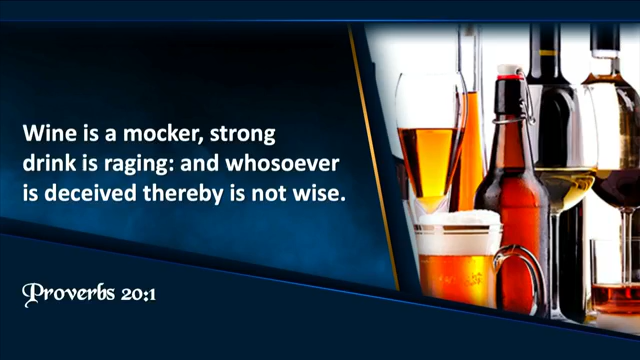 Wine is a mocker, strong
drink is raging: and whosoever
is deceived thereby is not wise.
Proverbs 20:1